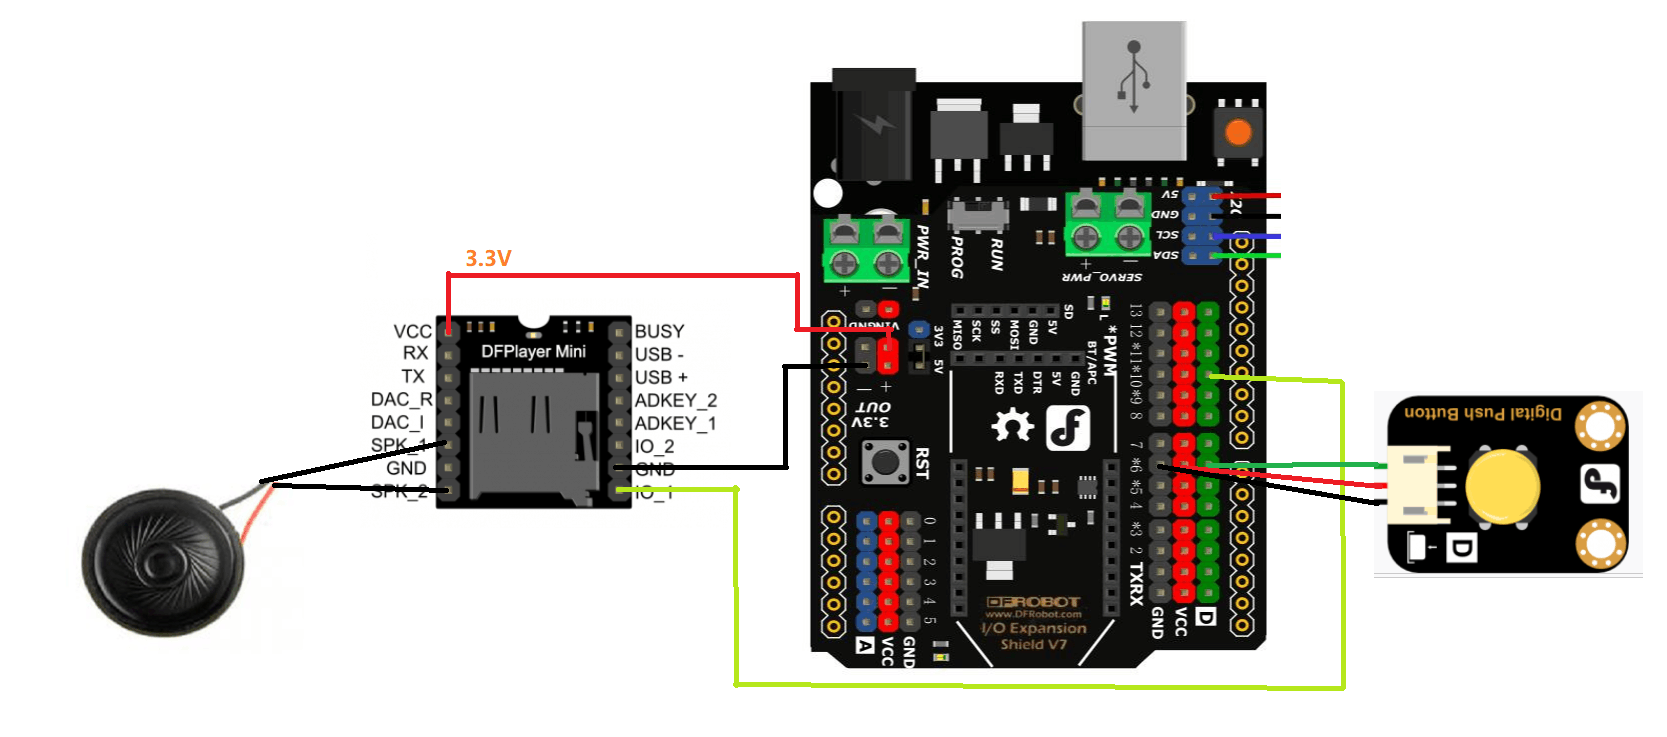 3.3V
VCC
RX
TX
DAC_R
DAC_I
SPK_1
GND
SPK_2
DFPlayer Mini
BUSY
USB -
USB +
ADKEY_2
ADKEY_1
IO_2
GND
IO_1
PWR_IN
+
−
PROG
RUN
+
−
SERVO_PWR
5V
GND
SCL
SDA
VIN
GND
3V3
5V
−
+
OUT
3.3V
RST
MISO
SCK
SS
MOSI
GND
5V
SD
RXD
TXD
DTR
5V
GND
BT/APC
L
*PWM
13
12
*11
*10
*9
8
7
*6
*5
4
*3
2
TX
RX
GND
VCC
D
0
1
2
3
4
5
A
VCC
GND
DFROBOT
www.DFRobot.com
I/O Expansion
Shield V7
Digital Push Button
D